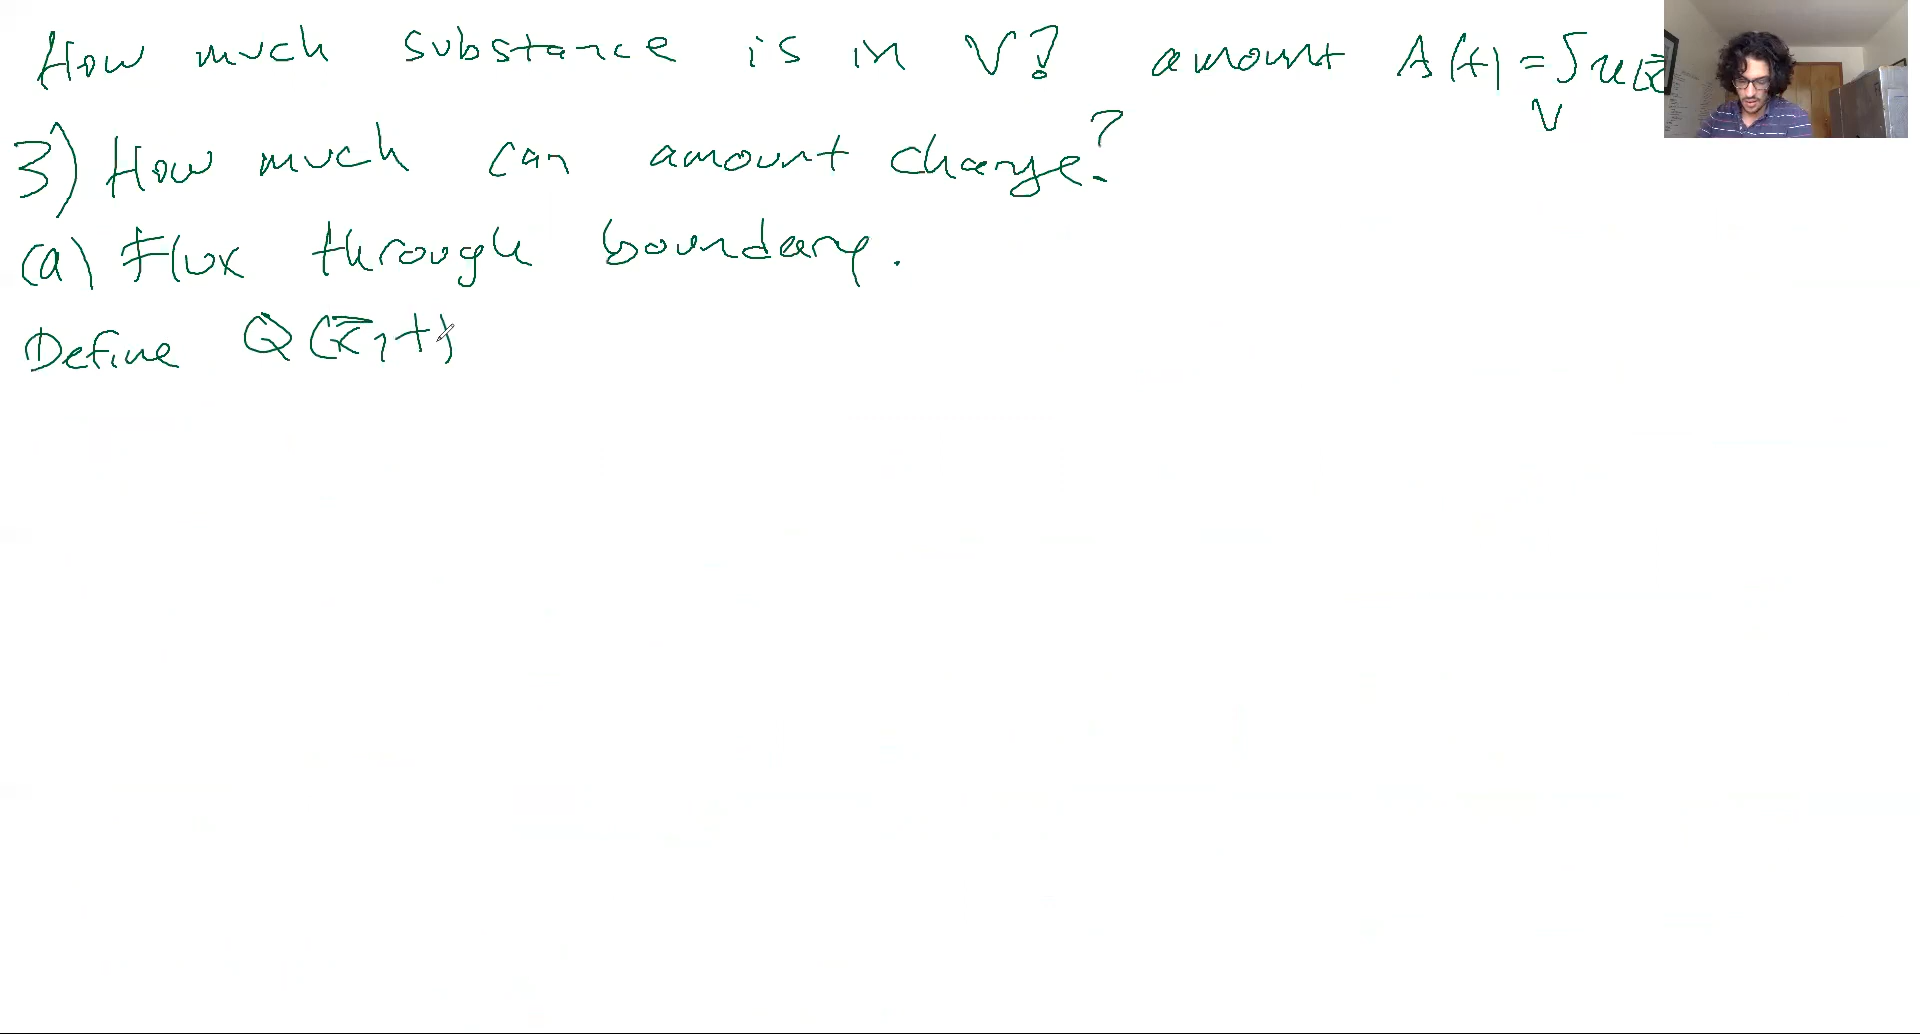 How much substance is in V? amount A(t) = ∫ u(x̄
V
3) How much can amount change?
(a) Flux through boundary.
Define Q(x̄, t)